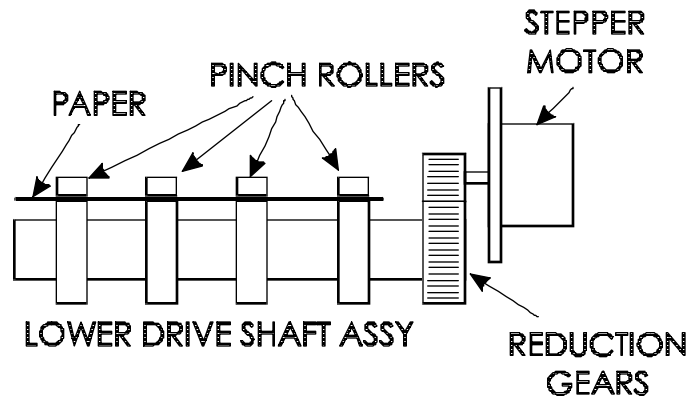 STEPPER
MOTOR
PINCH ROLLERS
PAPER
LOWER DRIVE SHAFT ASSY
REDUCTION
GEARS